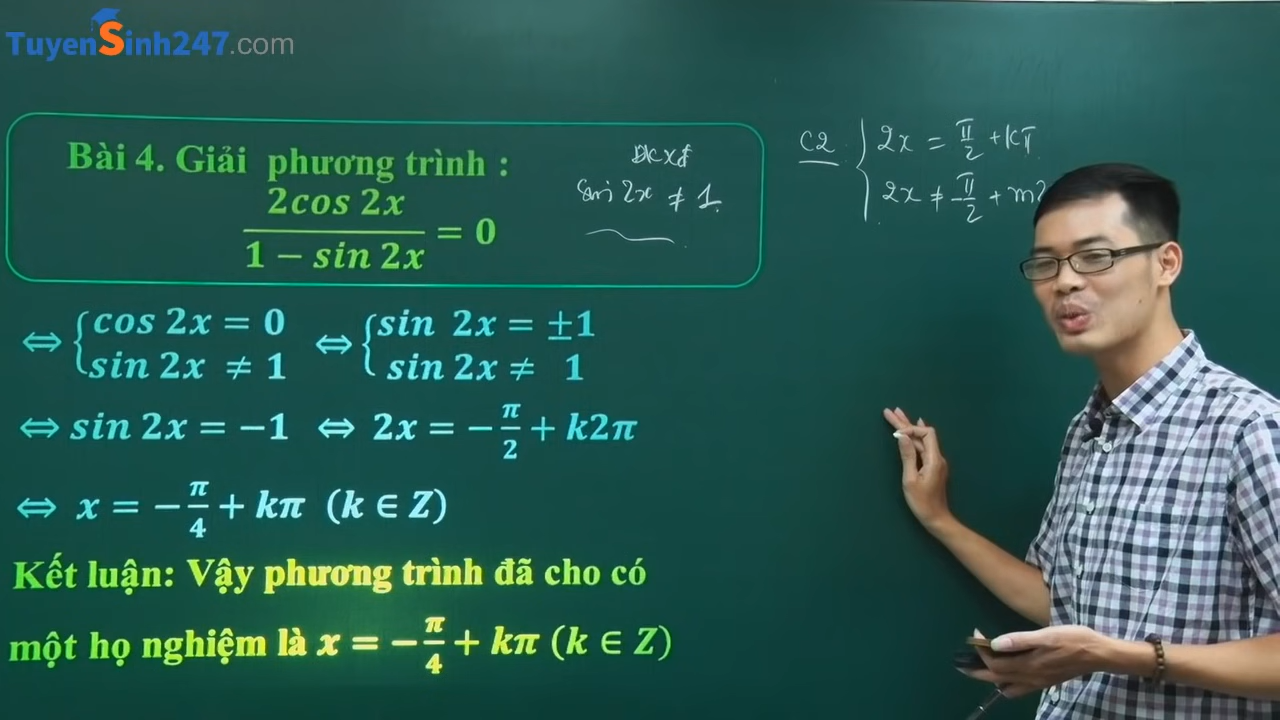 TuyenSinh247.com
Bài 4. Giải phương trình :
2cos 2x
1 − sin 2x
= 0
sin 2x ≠ 1
C2 { 2x = π/2 + kπ
2x ≠ -π/2 + m2
⇔ { cos 2x = 0 ⇔ { sin 2x = ±1
sin 2x ≠ 1 sin 2x ≠ 1
⇔ sin 2x = −1 ⇔ 2x = −π/2 + k2π
⇔ x = −π/4 + kπ (k ∈ Z)
Kết luận: Vậy phương trình đã cho có
một họ nghiệm là x = −π/4 + kπ (k ∈ Z)